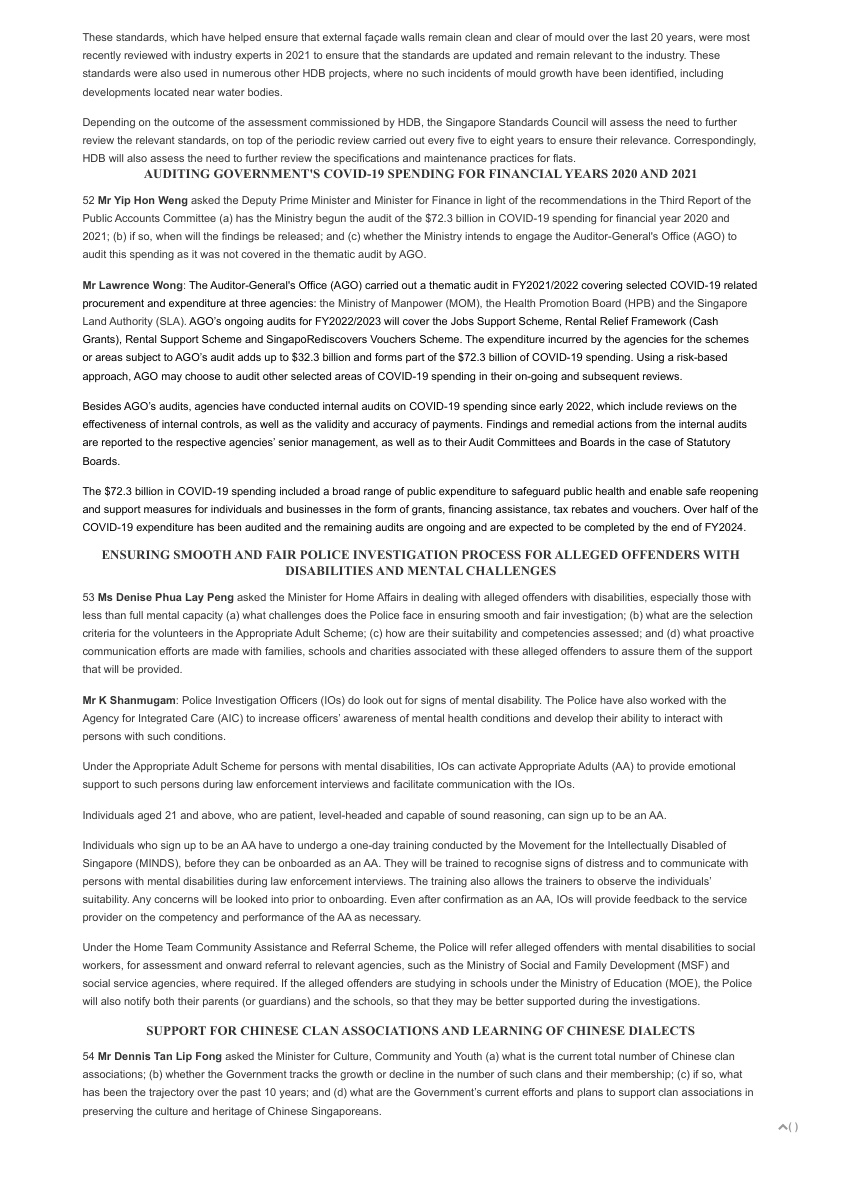 These standards, which have helped ensure that external façade walls remain clean and clear of mould over the last 20 years, were most
recently reviewed with industry experts in 2021 to ensure that the standards are updated and remain relevant to the industry. These
standards were also used in numerous other HDB projects, where no such incidents of mould growth have been identified, including
developments located near water bodies.
Depending on the outcome of the assessment commissioned by HDB, the Singapore Standards Council will assess the need to further
review the relevant standards, on top of the periodic review carried out every five to eight years to ensure their relevance. Correspondingly,
HDB will also assess the need to further review the specifications and maintenance practices for flats.
AUDITING GOVERNMENT'S COVID-19 SPENDING FOR FINANCIAL YEARS 2020 AND 2021
52 Mr Yip Hon Weng asked the Deputy Prime Minister and Minister for Finance in light of the recommendations in the Third Report of the
Public Accounts Committee (a) has the Ministry begun the audit of the $72.3 billion in COVID-19 spending for financial year 2020 and
2021; (b) if so, when will the findings be released; and (c) whether the Ministry intends to engage the Auditor-General's Office (AGO) to
audit this spending as it was not covered in the thematic audit by AGO.
Mr Lawrence Wong: The Auditor-General's Office (AGO) carried out a thematic audit in FY2021/2022 covering selected COVID-19 related
procurement and expenditure at three agencies: the Ministry of Manpower (MOM), the Health Promotion Board (HPB) and the Singapore
Land Authority (SLA). AGO’s ongoing audits for FY2022/2023 will cover the Jobs Support Scheme, Rental Relief Framework (Cash
Grants), Rental Support Scheme and SingapoRediscovers Vouchers Scheme. The expenditure incurred by the agencies for the schemes
or areas subject to AGO’s audit adds up to $32.3 billion and forms part of the $72.3 billion of COVID-19 spending. Using a risk-based
approach, AGO may choose to audit other selected areas of COVID-19 spending in their on-going and subsequent reviews.
Besides AGO’s audits, agencies have conducted internal audits on COVID-19 spending since early 2022, which include reviews on the
effectiveness of internal controls, as well as the validity and accuracy of payments. Findings and remedial actions from the internal audits
are reported to the respective agencies’ senior management, as well as to their Audit Committees and Boards in the case of Statutory
Boards.
The $72.3 billion in COVID-19 spending included a broad range of public expenditure to safeguard public health and enable safe reopening
and support measures for individuals and businesses in the form of grants, financing assistance, tax rebates and vouchers. Over half of the
COVID-19 expenditure has been audited and the remaining audits are ongoing and are expected to be completed by the end of FY2024.
ENSURING SMOOTH AND FAIR POLICE INVESTIGATION PROCESS FOR ALLEGED OFFENDERS WITH
DISABILITIES AND MENTAL CHALLENGES
53 Ms Denise Phua Lay Peng asked the Minister for Home Affairs in dealing with alleged offenders with disabilities, especially those with
less than full mental capacity (a) what challenges does the Police face in ensuring smooth and fair investigation; (b) what are the selection
criteria for the volunteers in the Appropriate Adult Scheme; (c) how are their suitability and competencies assessed; and (d) what proactive
communication efforts are made with families, schools and charities associated with these alleged offenders to assure them of the support
that will be provided.
Mr K Shanmugam: Police Investigation Officers (IOs) do look out for signs of mental disability. The Police have also worked with the
Agency for Integrated Care (AIC) to increase officers’ awareness of mental health conditions and develop their ability to interact with
persons with such conditions.
Under the Appropriate Adult Scheme for persons with mental disabilities, IOs can activate Appropriate Adults (AA) to provide emotional
support to such persons during law enforcement interviews and facilitate communication with the IOs.
Individuals aged 21 and above, who are patient, level-headed and capable of sound reasoning, can sign up to be an AA.
Individuals who sign up to be an AA have to undergo a one-day training conducted by the Movement for the Intellectually Disabled of
Singapore (MINDS), before they can be onboarded as an AA. They will be trained to recognise signs of distress and to communicate with
persons with mental disabilities during law enforcement interviews. The training also allows the trainers to observe the individuals’
suitability. Any concerns will be looked into prior to onboarding. Even after confirmation as an AA, IOs will provide feedback to the service
provider on the competency and performance of the AA as necessary.
Under the Home Team Community Assistance and Referral Scheme, the Police will refer alleged offenders with mental disabilities to social
workers, for assessment and onward referral to relevant agencies, such as the Ministry of Social and Family Development (MSF) and
social service agencies, where required. If the alleged offenders are studying in schools under the Ministry of Education (MOE), the Police
will also notify both their parents (or guardians) and the schools, so that they may be better supported during the investigations.
SUPPORT FOR CHINESE CLAN ASSOCIATIONS AND LEARNING OF CHINESE DIALECTS
54 Mr Dennis Tan Lip Fong asked the Minister for Culture, Community and Youth (a) what is the current total number of Chinese clan
associations; (b) whether the Government tracks the growth or decline in the number of such clans and their membership; (c) if so, what
has been the trajectory over the past 10 years; and (d) what are the Government’s current efforts and plans to support clan associations in
preserving the culture and heritage of Chinese Singaporeans.
( )